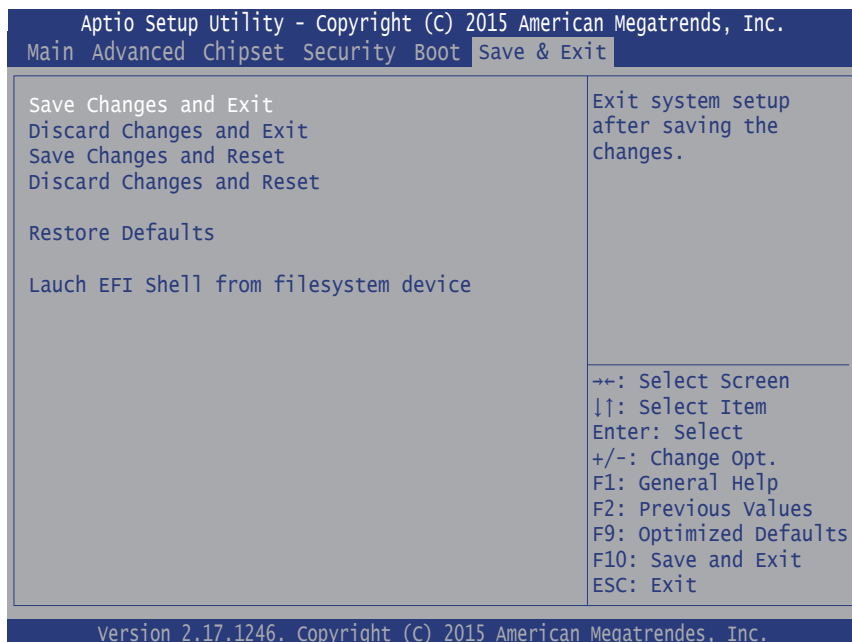 Aptio Setup Utility - Copyright (C) 2015 American Megatrends, Inc.
Main Advanced Chipset Security Boot Save & Exit
Save Changes and Exit
Discard Changes and Exit
Save Changes and Reset
Discard Changes and Reset
Restore Defaults
Lauch EFI Shell from filesystem device
Exit system setup
after saving the
changes.
→←: Select Screen
↓↑: Select Item
Enter: Select
+/-: Change Opt.
F1: General Help
F2: Previous Values
F9: Optimized Defaults
F10: Save and Exit
ESC: Exit
Version 2.17.1246. Copyright (C) 2015 American Megatrendes, Inc.